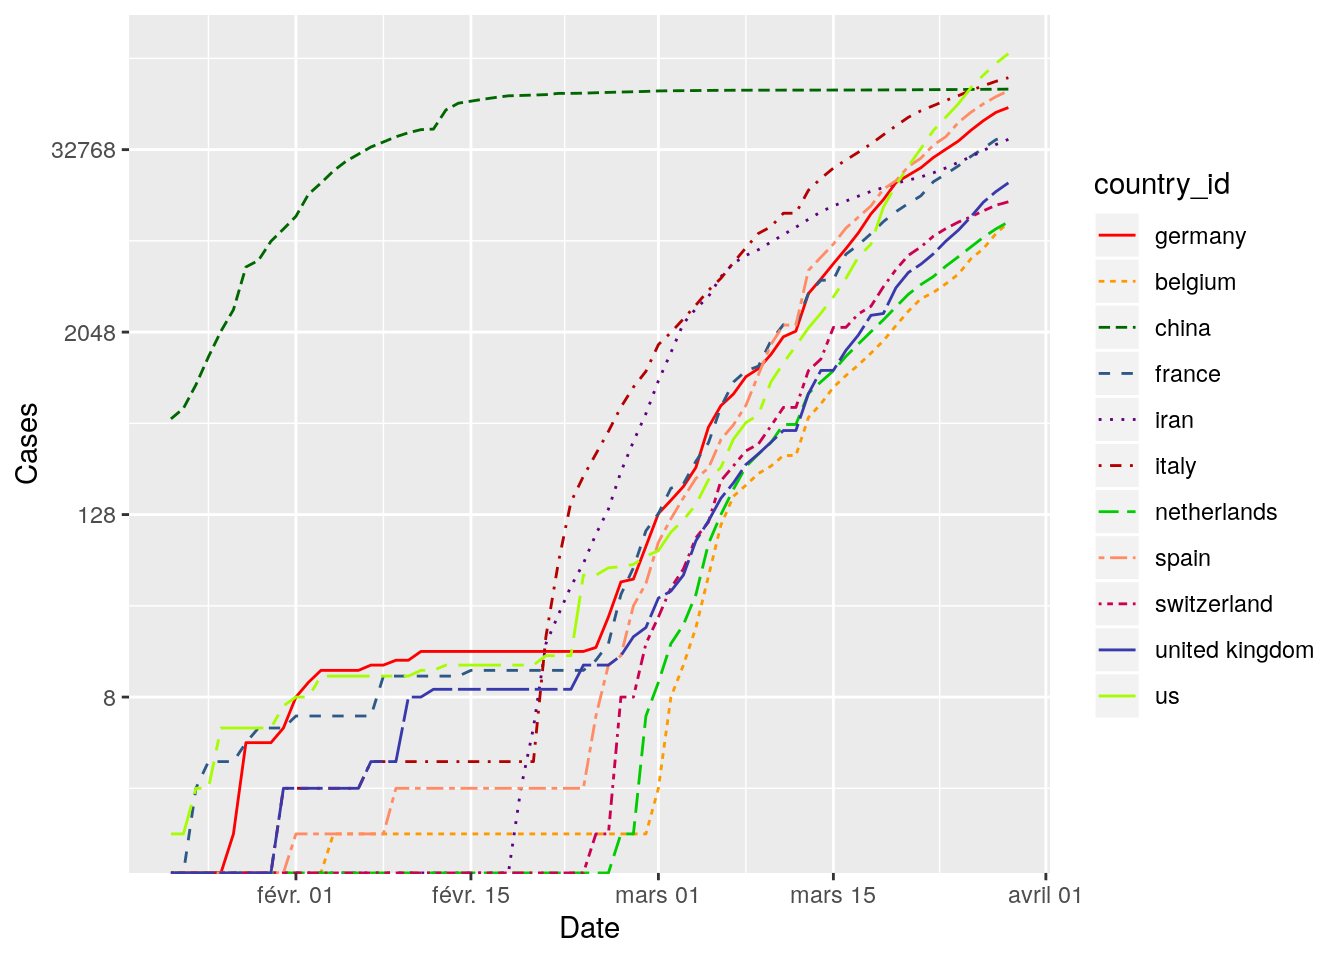 Cases
32768
2048
128
8
févr. 01
févr. 15
mars 01
mars 15
avril 01
Date
country_id
germany
belgium
china
france
iran
italy
netherlands
spain
switzerland
united kingdom
us